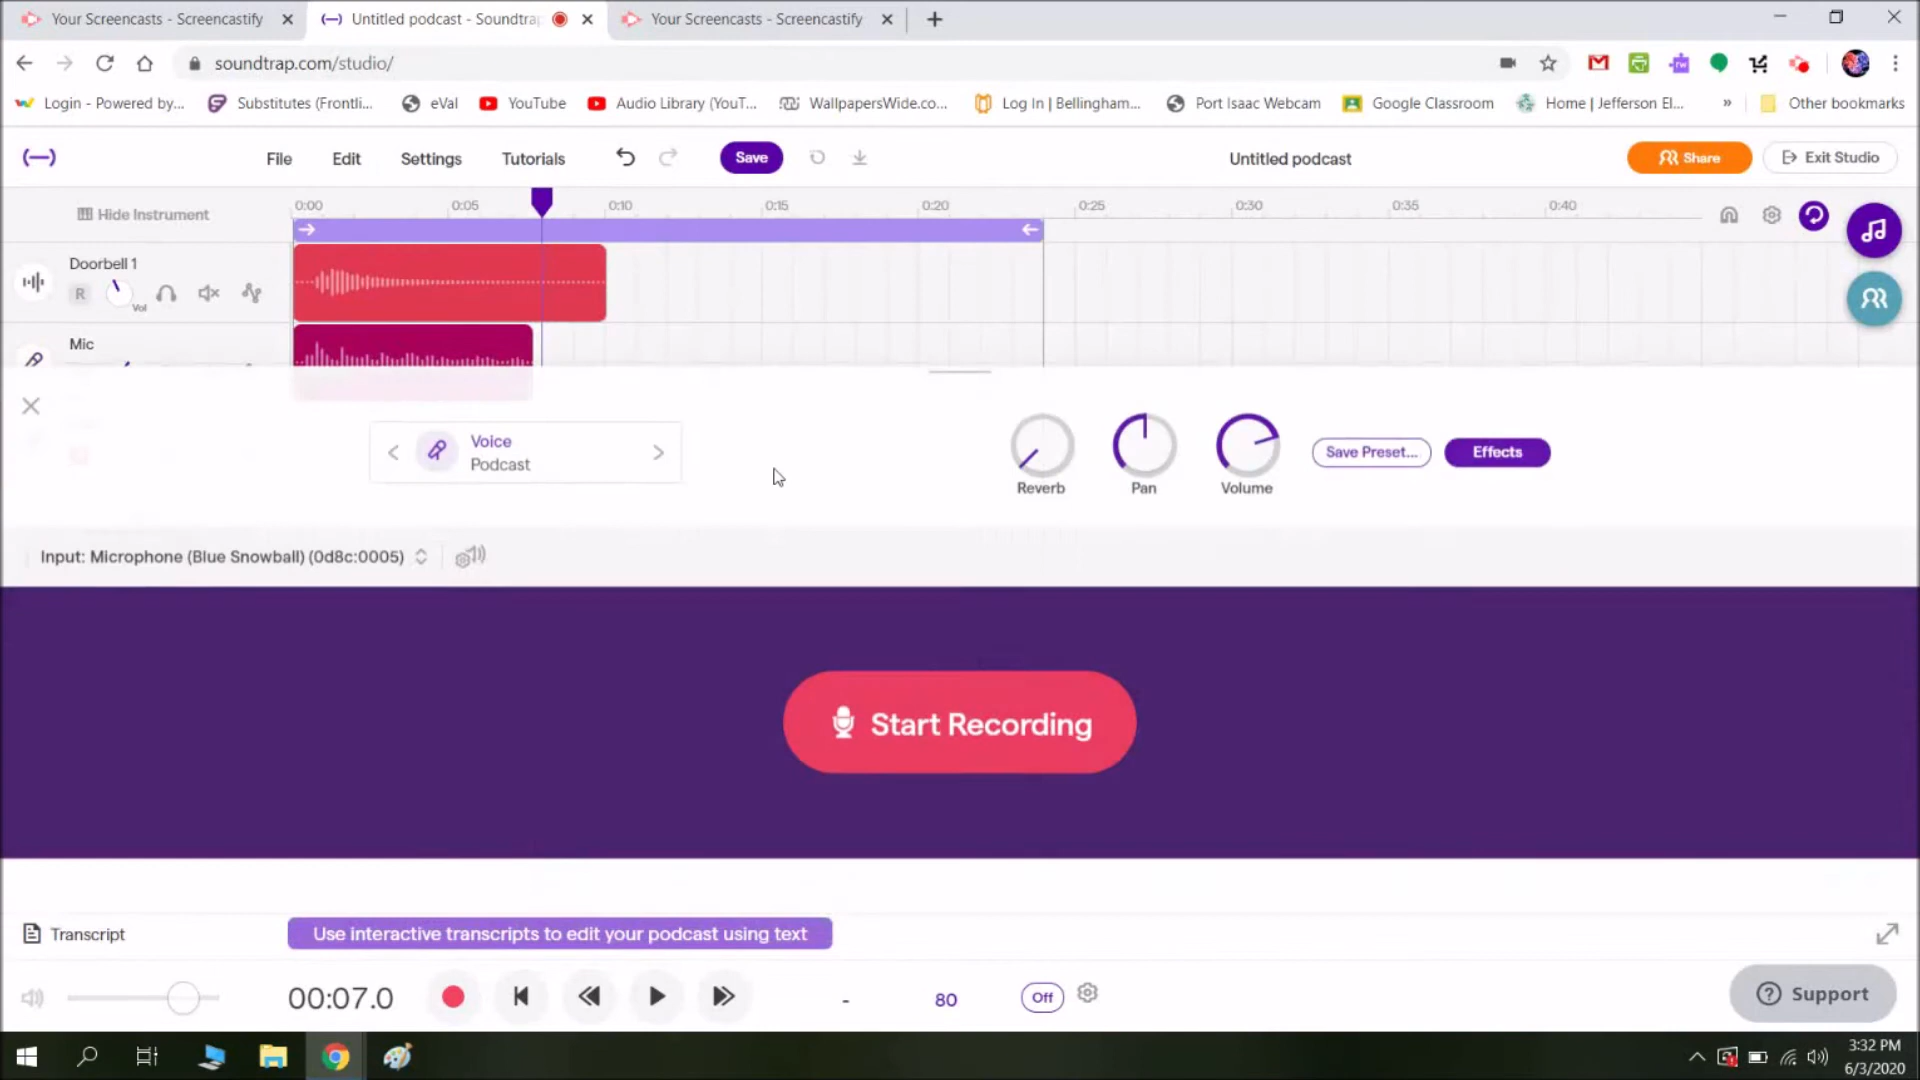 Your Screencasts - Screencastify
Untitled podcast - Soundtrap
Your Screencasts - Screencastify
soundtrap.com/studio/
Login - Powered by...
Substitutes (Frontli...
eVal
YouTube
Audio Library (YouT...
WallpapersWide.co...
Log In | Bellingham...
Port Isaac Webcam
Google Classroom
Home | Jefferson El...
»
Other bookmarks
File
Edit
Settings
Tutorials
Save
Untitled podcast
Share
Exit Studio
Hide Instrument
0:00
0:05
0:10
0:15
0:20
0:25
0:30
0:35
0:40
Doorbell 1
R
Vol
Mic
Voice
Podcast
Reverb
Pan
Volume
Save Preset...
Effects
Input: Microphone (Blue Snowball) (0d8c:0005)
Start Recording
Transcript
Use interactive transcripts to edit your podcast using text
00:07.0
-
80
Off
Support
3:32 PM
6/3/2020